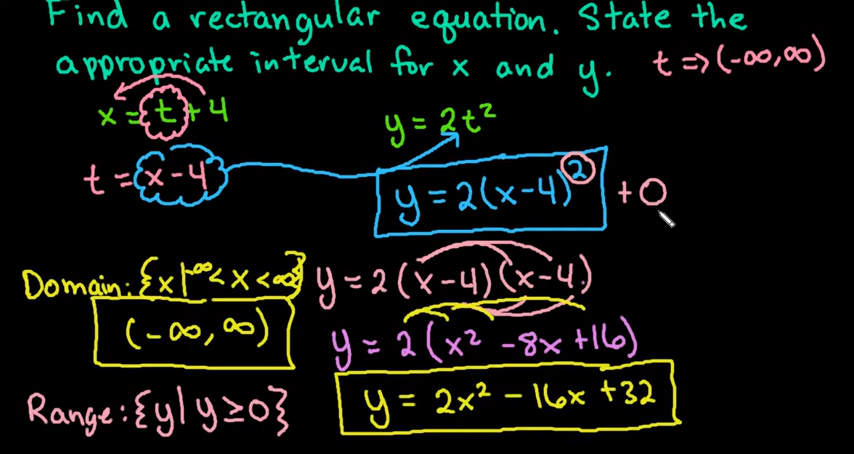 Find a rectangular equation. State the
appropriate interval for x and y. t ⇒ (-∞,∞)
x = t + 4
y = 2t²
t = x - 4
y = 2(x-4)² + 0
Domain: {x|-∞ < x < ∞}
y = 2(x-4)(x-4)
(-∞, ∞)
y = 2(x² - 8x + 16)
y = 2x² - 16x + 32
Range: {y| y ≥ 0}